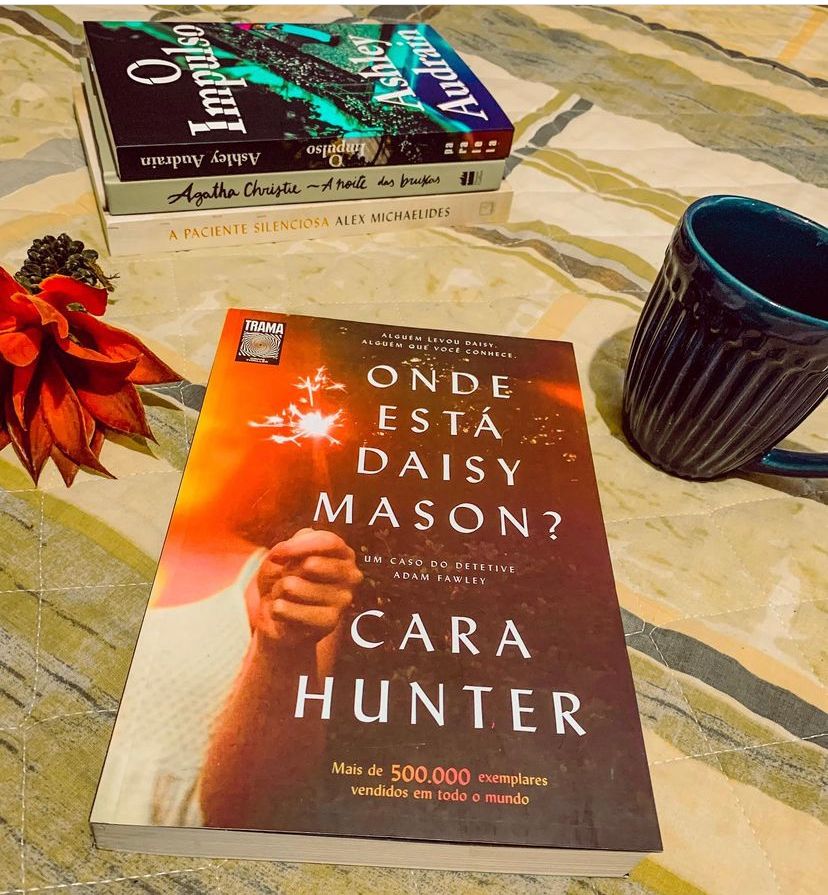 O
Impulso
Ashley
Audrain
Ashley Audrain
O
Impulso
paralela
Agatha Christie ~ A noite das bruxas
A PACIENTE SILENCIOSA ALEX MICHAELIDES
TRAMA
ALGUÉM LEVOU DAISY.
ALGUÉM QUE VOCÊ CONHECE.
ONDE
ESTÁ
DAISY
MASON?
UM CASO DO DETETIVE
ADAM FAWLEY
CARA
HUNTER
Mais de 500.000 exemplares
vendidos em todo o mundo